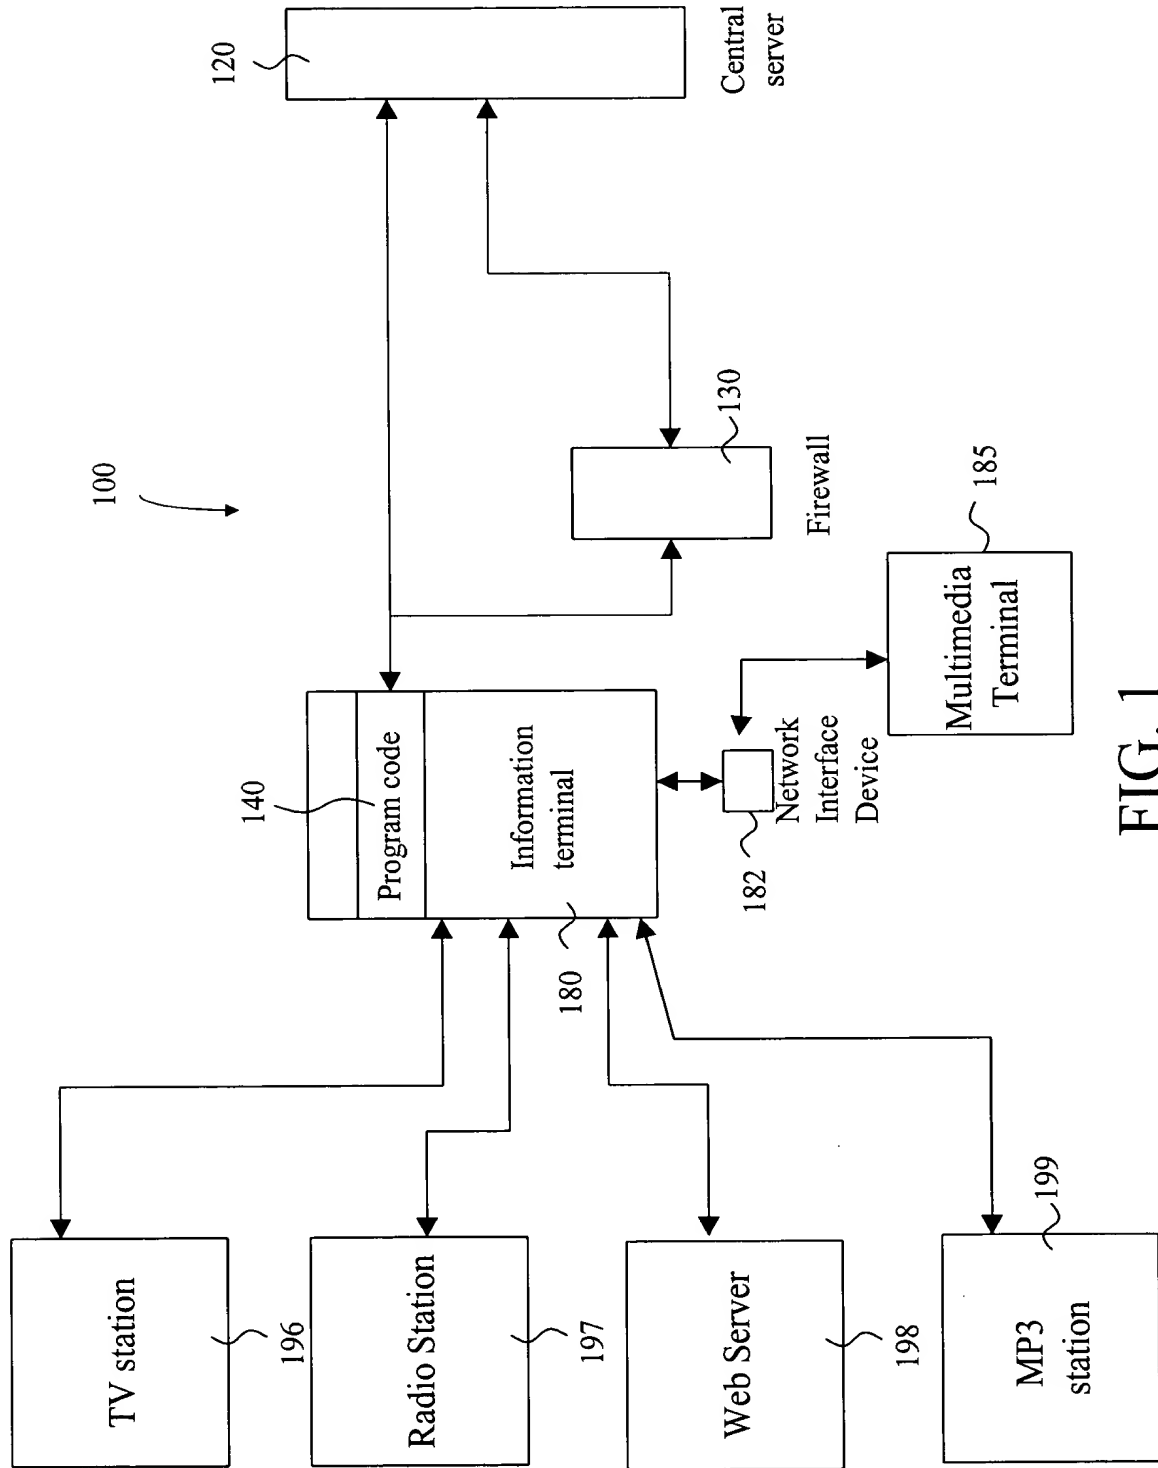 100
120
Central
server
130
Firewall
140
Program code
Information
terminal
180
182
Network
Interface
Device
185
Multimedia
Terminal
TV station
196
Radio Station
197
Web Server
198
MP3
station
199
FIG. 1